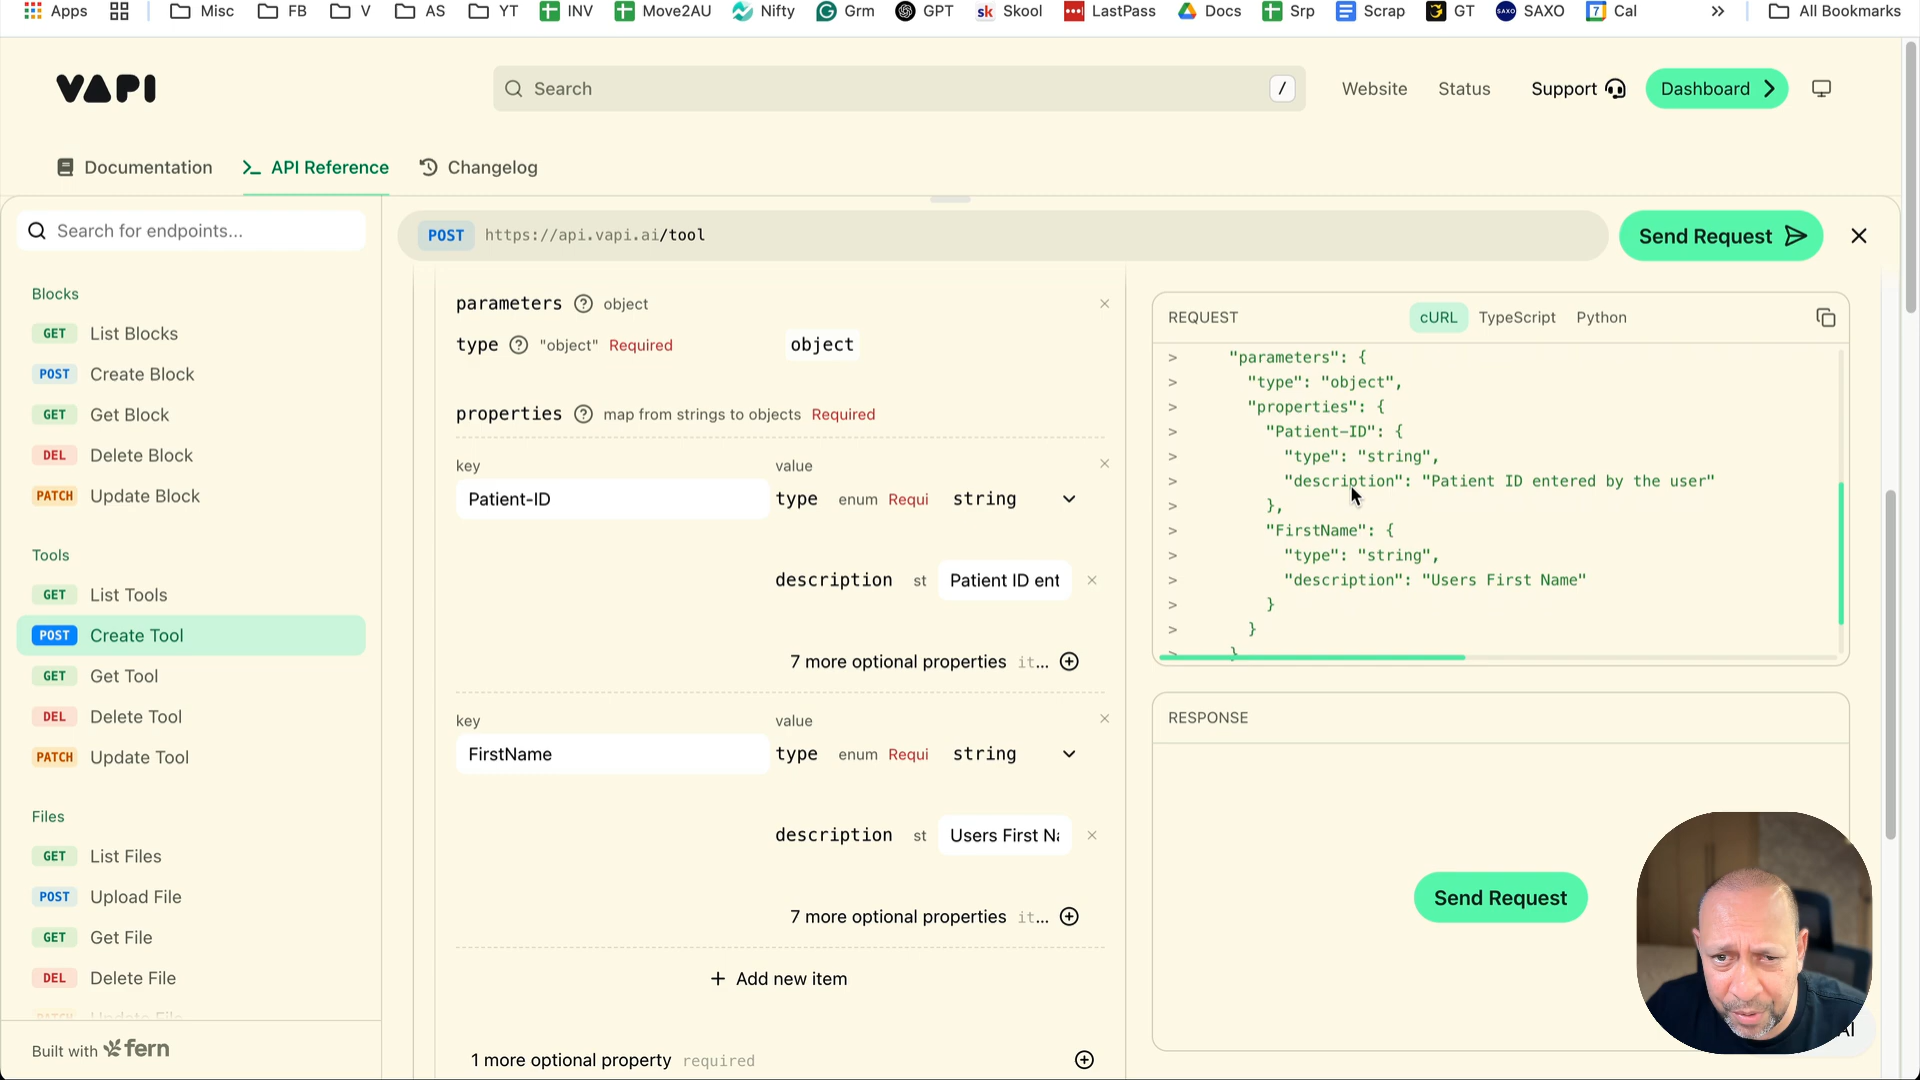 Apps Misc FB V AS YT INV Move2AU Nifty Grm GPT sk Skool LastPass Docs Srp Scrap GT SAXO SAXO 7 Cal » All Bookmarks
VAPI
Search /
Website Status Support Dashboard
Documentation API Reference Changelog
Search for endpoints...
POST https://api.vapi.ai/tool
Send Request
Blocks
GET List Blocks
POST Create Block
GET Get Block
DEL Delete Block
PATCH Update Block
Tools
GET List Tools
POST Create Tool
GET Get Tool
DEL Delete Tool
PATCH Update Tool
Files
GET List Files
POST Upload File
GET Get File
DEL Delete File
PATCH Update File
Built with fern
parameters ? object
type ? "object" Required object
properties ? map from strings to objects Required
key value
Patient-ID type enum Requi string
description st Patient ID ent
7 more optional properties it...
key value
FirstName type enum Requi string
description st Users First Na
7 more optional properties it...
+ Add new item
1 more optional property required
REQUEST cURL TypeScript Python
> "parameters": {
> "type": "object",
> "properties": {
> "Patient-ID": {
> "type": "string",
> "description": "Patient ID entered by the user"
> },
> "FirstName": {
> "type": "string",
> "description": "Users First Name"
> }
> }
> }
RESPONSE
Send Request
AI